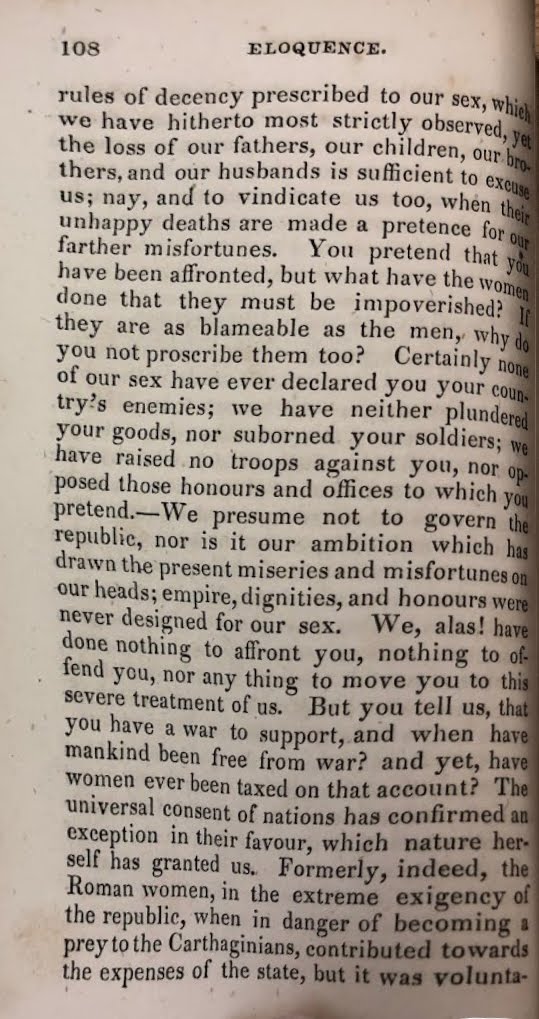 108 ELOQUENCE.
rules of decency prescribed to our sex, which
we have hitherto most strictly observed, yet
the loss of our fathers, our children, our bro-
thers, and our husbands is sufficient to excuse
us; nay, and to vindicate us too, when their
unhappy deaths are made a pretence for our
farther misfortunes. You pretend that you
have been affronted, but what have the women
done that they must be impoverished? If
they are as blameable as the men, why do
you not proscribe them too? Certainly none
of our sex have ever declared you your coun-
try's enemies; we have neither plundered
your goods, nor suborned your soldiers; we
have raised no troops against you, nor op-
posed those honours and offices to which you
pretend.—We presume not to govern the
republic, nor is it our ambition which has
drawn the present miseries and misfortunes on
our heads; empire, dignities, and honours were
never designed for our sex. We, alas! have
done nothing to affront you, nothing to of-
fend you, nor any thing to move you to this
severe treatment of us. But you tell us, that
you have a war to support, and when have
mankind been free from war? and yet, have
women ever been taxed on that account? The
universal consent of nations has confirmed an
exception in their favour, which nature her-
self has granted us. Formerly, indeed, the
Roman women, in the extreme exigency of
the republic, when in danger of becoming a
prey to the Carthaginians, contributed towards
the expenses of the state, but it was volunta-